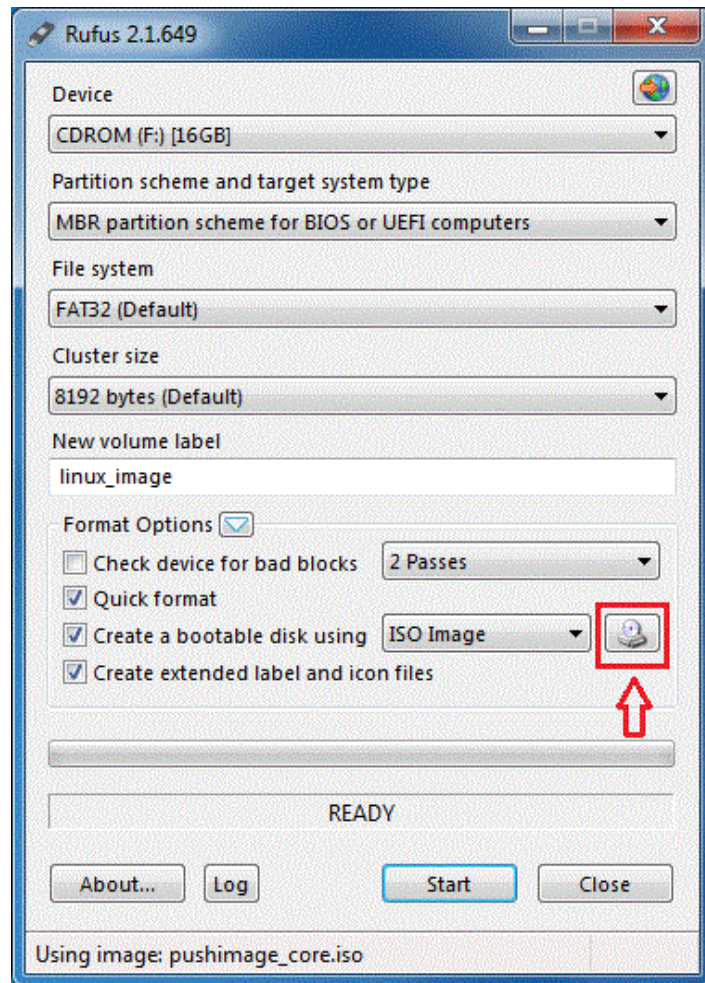 Rufus 2.1.649
Device
CDROM (F:) [16GB]
Partition scheme and target system type
MBR partition scheme for BIOS or UEFI computers
File system
FAT32 (Default)
Cluster size
8192 bytes (Default)
New volume label
linux_image
Format Options
Check device for bad blocks 2 Passes
Quick format
Create a bootable disk using ISO Image
Create extended label and icon files
READY
About... Log Start Close
Using image: pushimage_core.iso